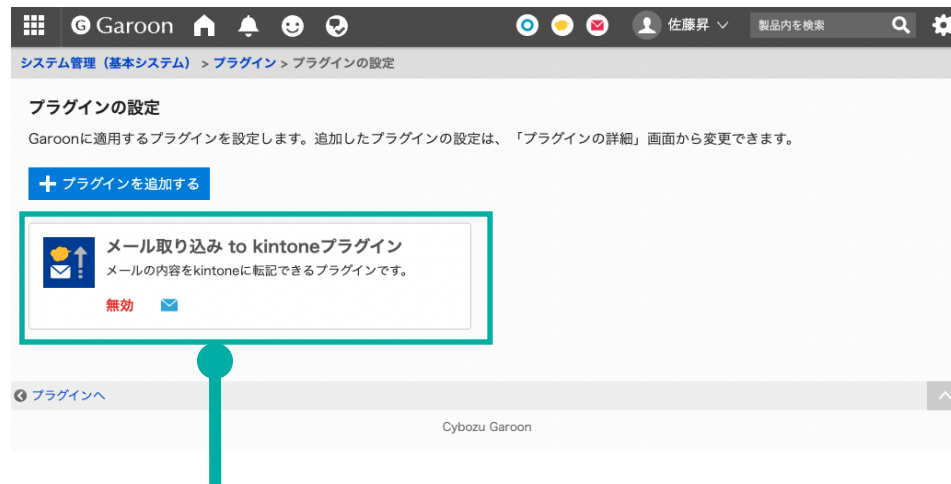 Garoon
佐藤昇
製品内を検索
システム管理（基本システム） > プラグイン > プラグインの設定
プラグインの設定
Garoonに適用するプラグインを設定します。追加したプラグインの設定は、「プラグインの詳細」画面から変更できます。
プラグインを追加する
メール取り込み to kintoneプラグイン
メールの内容をkintoneに転記できるプラグインです。
無効
プラグインへ
Cybozu Garoon